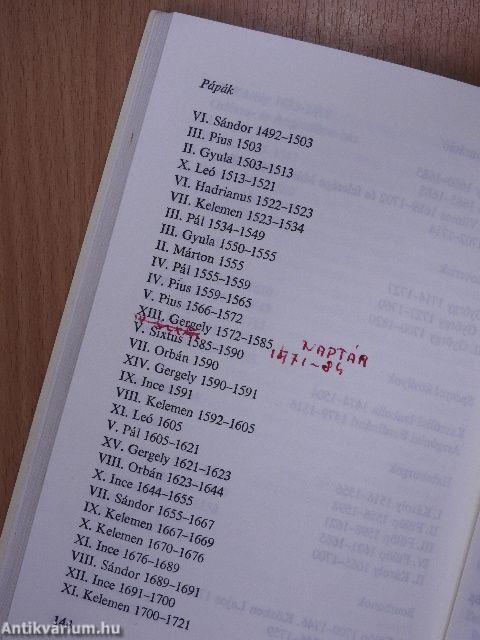 Pápák
VI. Sándor 1492–1503
III. Pius 1503
II. Gyula 1503–1513
X. Leó 1513–1521
VI. Hadrianus 1522–1523
VII. Kelemen 1523–1534
III. Pál 1534–1549
III. Gyula 1550–1555
II. Márton 1555
IV. Pál 1555–1559
IV. Pius 1559–1565
V. Pius 1566–1572
XIII. Gergely 1572–1585
NAPTÁR
V. Sixtus 1585–1590
1571–84
VII. Orbán 1590
XIV. Gergely 1590–1591
IX. Ince 1591
VIII. Kelemen 1592–1605
XI. Leó 1605
V. Pál 1605–1621
XV. Gergely 1621–1623
VIII. Orbán 1623–1644
X. Ince 1644–1655
VII. Sándor 1655–1667
IX. Kelemen 1667–1669
X. Kelemen 1670–1676
XI. Ince 1676–1689
VIII. Sándor 1689–1691
XII. Ince 1691–1700
XI. Kelemen 1700–1721
Antikvarium.hu